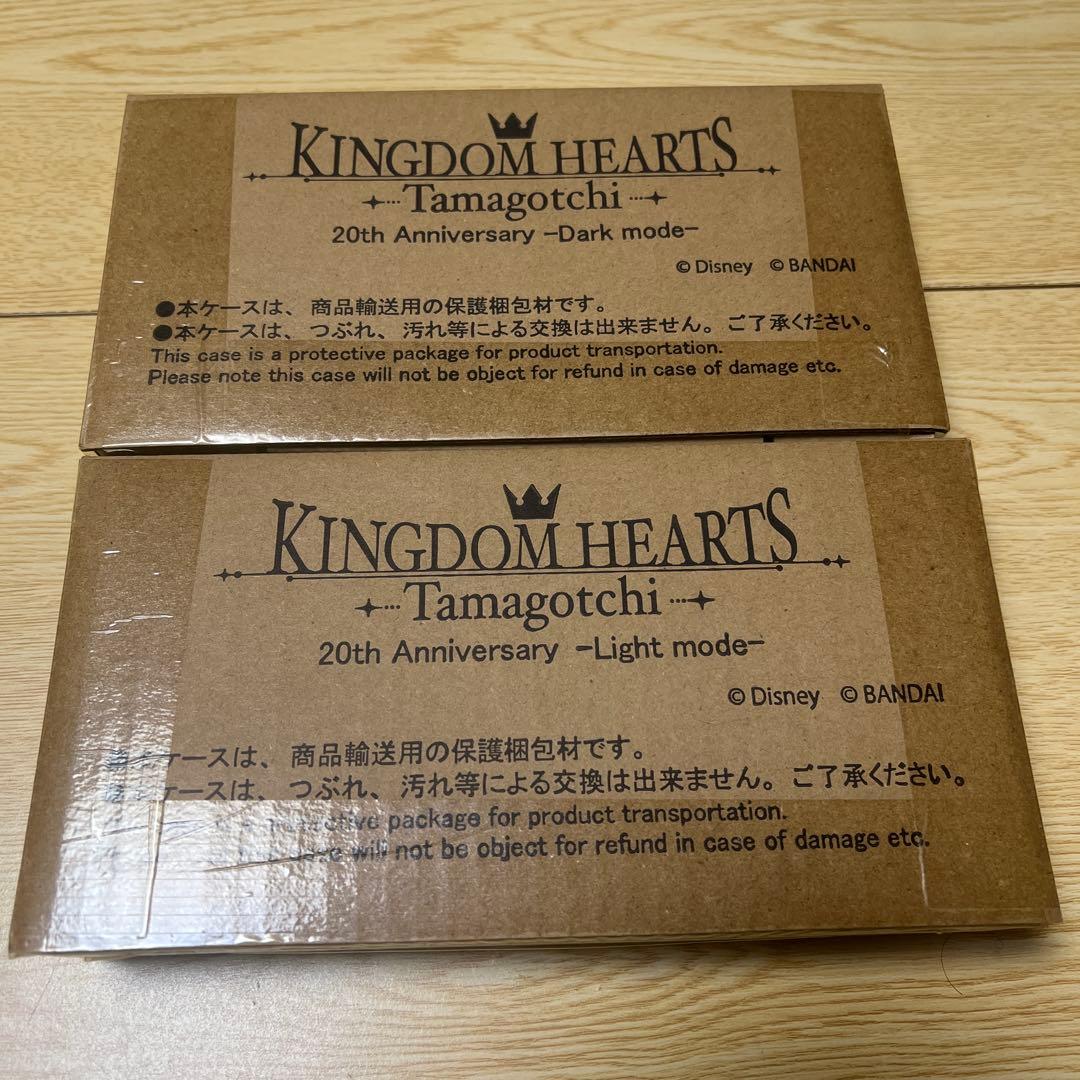 KINGDOM HEARTS
Tamagotchi
20th Anniversary -Dark mode-
© Disney © BANDAI
●本ケースは、商品輸送用の保護梱包材です。
●本ケースは、つぶれ、汚れ等による交換は出来ません。ご了承ください。
This case is a protective package for product transportation.
Please note this case will not be object for refund in case of damage etc.
KINGDOM HEARTS
Tamagotchi
20th Anniversary -Light mode-
© Disney © BANDAI
ケースは、商品輸送用の保護梱包材です。
ケースは、つぶれ、汚れ等による交換は出来ません。ご了承ください。
is a protective package for product transportation.
case will not be object for refund in case of damage etc.